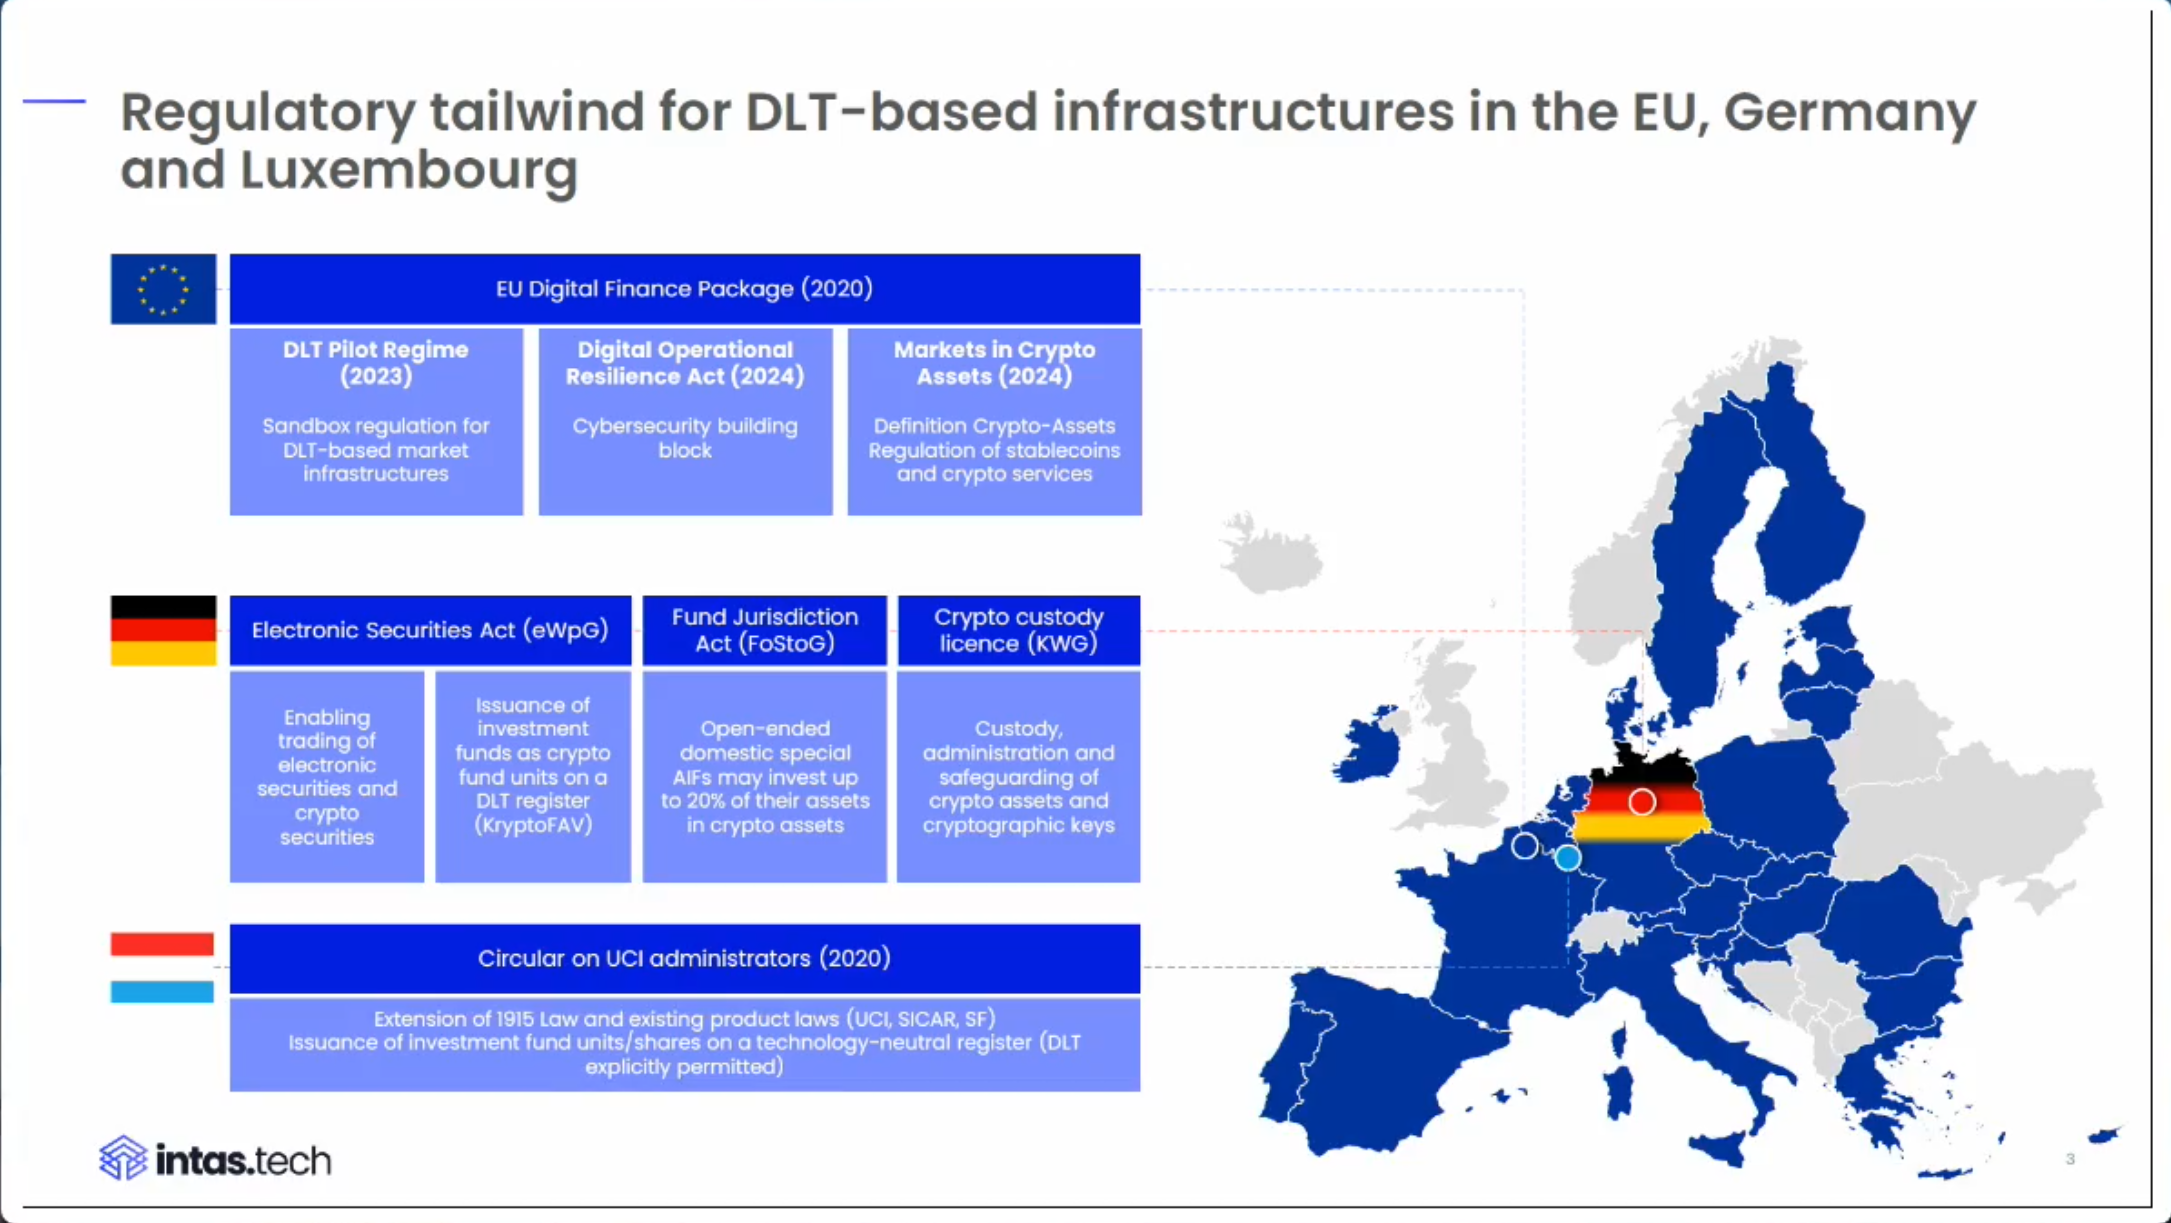 Regulatory tailwind for DLT-based infrastructures in the EU, Germany
and Luxembourg
EU Digital Finance Package (2020)
DLT Pilot Regime
(2023)
Sandbox regulation for
DLT-based market
infrastructures
Digital Operational
Resilience Act (2024)
Cybersecurity building
block
Markets in Crypto
Assets (2024)
Definition Crypto-Assets
Regulation of stablecoins
and crypto services
Electronic Securities Act (eWpG)
Enabling
trading of
electronic
securities and
crypto
securities
Issuance of
investment
funds as crypto
fund units on a
DLT register
(KryptoFAV)
Fund Jurisdiction
Act (FoStoG)
Open-ended
domestic special
AIFs may invest up
to 20% of their assets
in crypto assets
Crypto custody
licence (KWG)
Custody,
administration and
safeguarding of
crypto assets and
cryptographic keys
Circular on UCI administrators (2020)
Extension of 1915 Law and existing product laws (UCI, SICAR, SF)
Issuance of investment fund units/shares on a technology-neutral register (DLT
explicitly permitted)
intas.tech
3